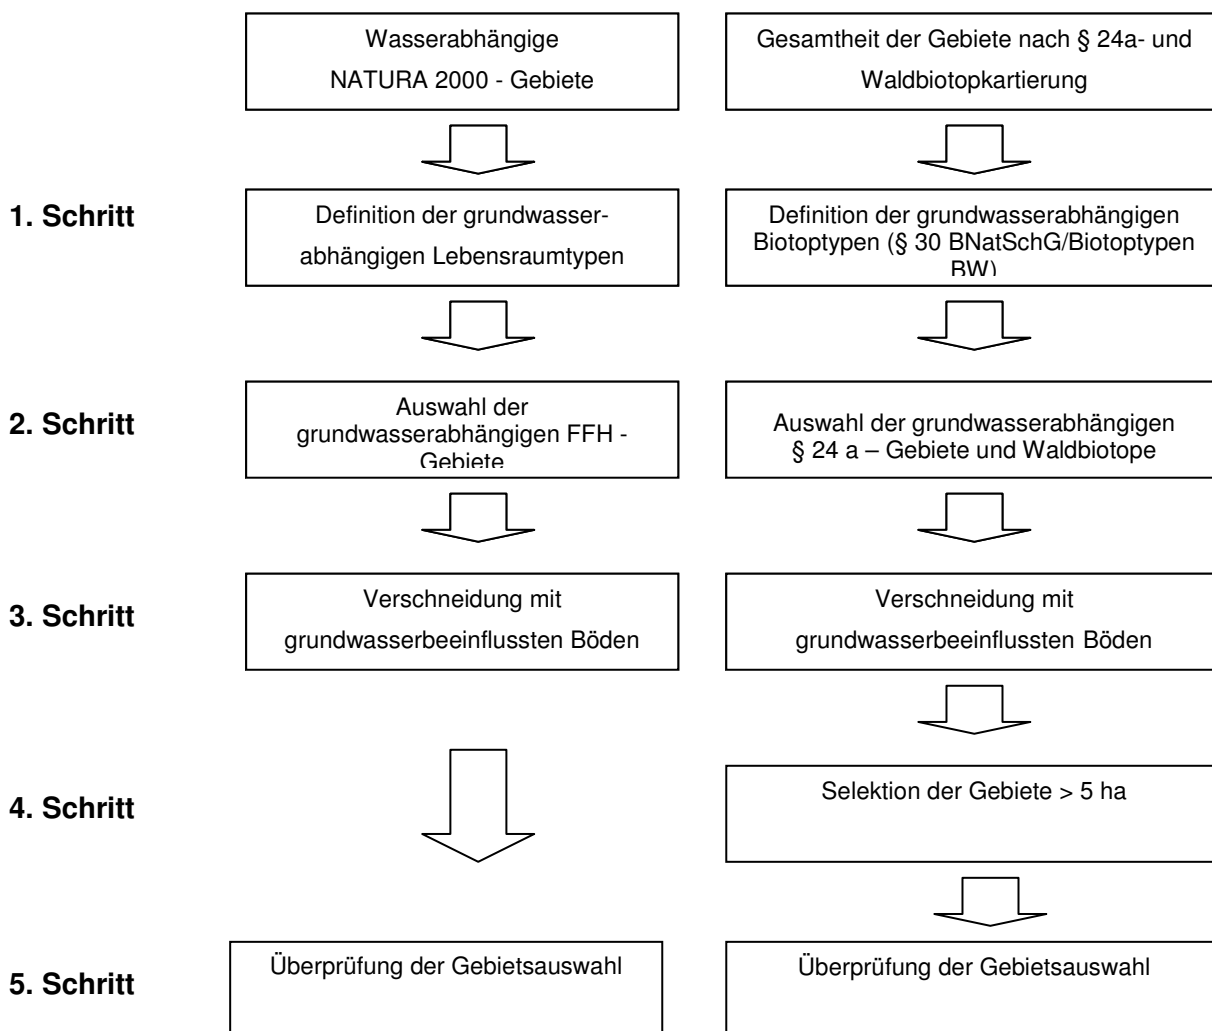 Wasserabhängige
NATURA 2000 - Gebiete
Gesamtheit der Gebiete nach § 24a- und
Waldbiotopkartierung
1. Schritt
Definition der grundwasser-
abhängigen Lebensraumtypen
Definition der grundwasserabhängigen
Biotoptypen (§ 30 BNatSchG/Biotoptypen
BW)
2. Schritt
Auswahl der
grundwasserabhängigen FFH -
Gebiete
Auswahl der grundwasserabhängigen
§ 24 a – Gebiete und Waldbiotope
3. Schritt
Verschneidung mit
grundwasserbeeinflussten Böden
Verschneidung mit
grundwasserbeeinflussten Böden
4. Schritt
Selektion der Gebiete > 5 ha
5. Schritt
Überprüfung der Gebietsauswahl
Überprüfung der Gebietsauswahl